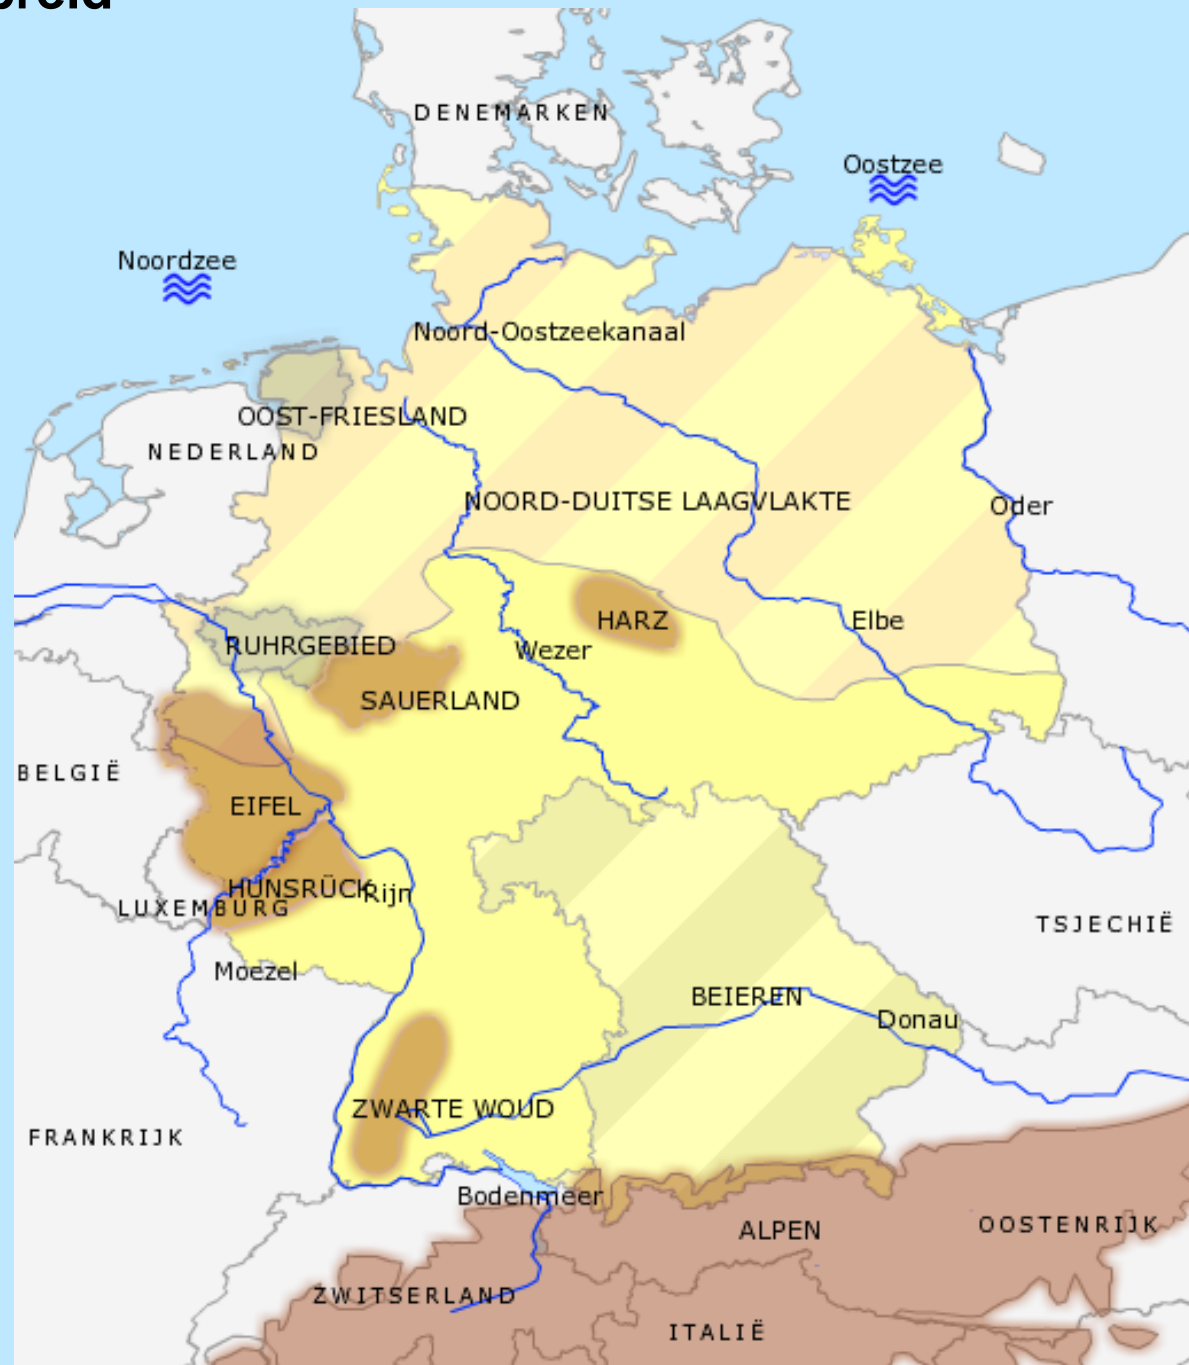 DENEMARKEN
Oostzee
Noordzee
Noord-Oostzeekanaal
OOST-FRIESLAND
NEDERLAND
NOORD-DUITSE LAAGVLAKTE
Oder
HARZ
Elbe
RUHRGEBIED
Wezer
SAUERLAND
BELGIË
EIFEL
HUNSRÜCK
Rijn
LUXEMBURG
TSJECHIË
Moezel
BEIEREN
Donau
ZWARTE WOUD
FRANKRIJK
Bodenmeer
ALPEN
OOSTENRIJK
ZWITSERLAND
ITALIË